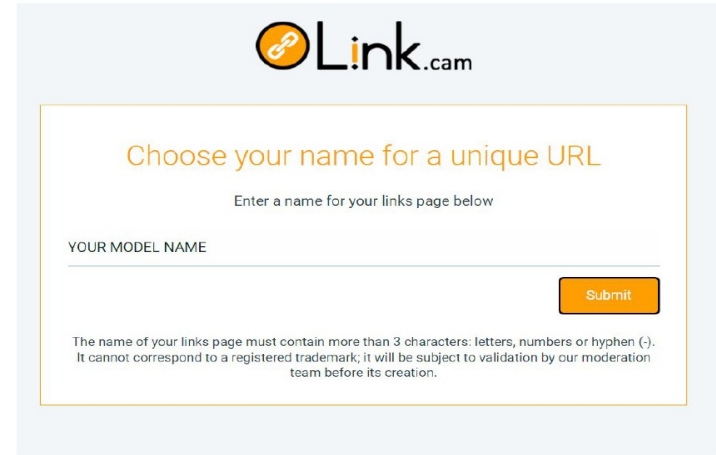 Link.cam
Choose your name for a unique URL
Enter a name for your links page below
YOUR MODEL NAME
Submit
The name of your links page must contain more than 3 characters: letters, numbers or hyphen (-).
It cannot correspond to a registered trademark; it will be subject to validation by our moderation
team before its creation.